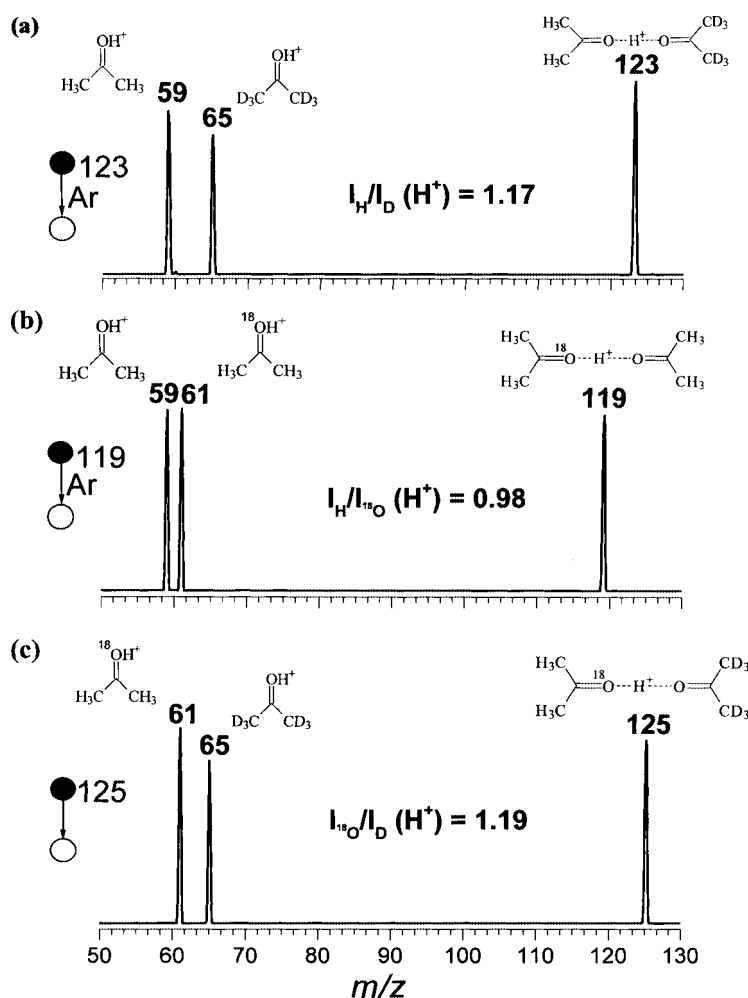 (a)
OH+
H3C CH3
59
OH+
D3C CD3
65
H3C CD3
O H+ O
H3C CD3
123
123
Ar
IH/ID (H+) = 1.17
(b)
OH+
H3C CH3
18OH+
H3C CH3
59 61
H3C CH3
18
O H+ O
H3C CH3
119
119
Ar
IH/I18O (H+) = 0.98
(c)
18OH+
H3C CH3
61
OH+
D3C CD3
65
H3C CD3
18
O H+ O
H3C CD3
125
125
I18O/ID (H+) = 1.19
50 60 70 80 90 100 110 120 130
m/z